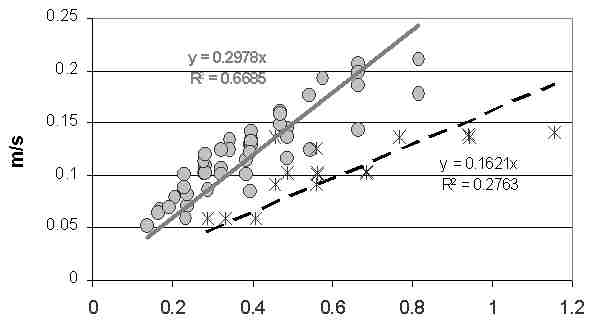 0.25
0.2
0.15
0.1
0.05
0
m/s
y = 0.2978x
R² = 0.6685
y = 0.1621x
R² = 0.2763
0 0.2 0.4 0.6 0.8 1 1.2